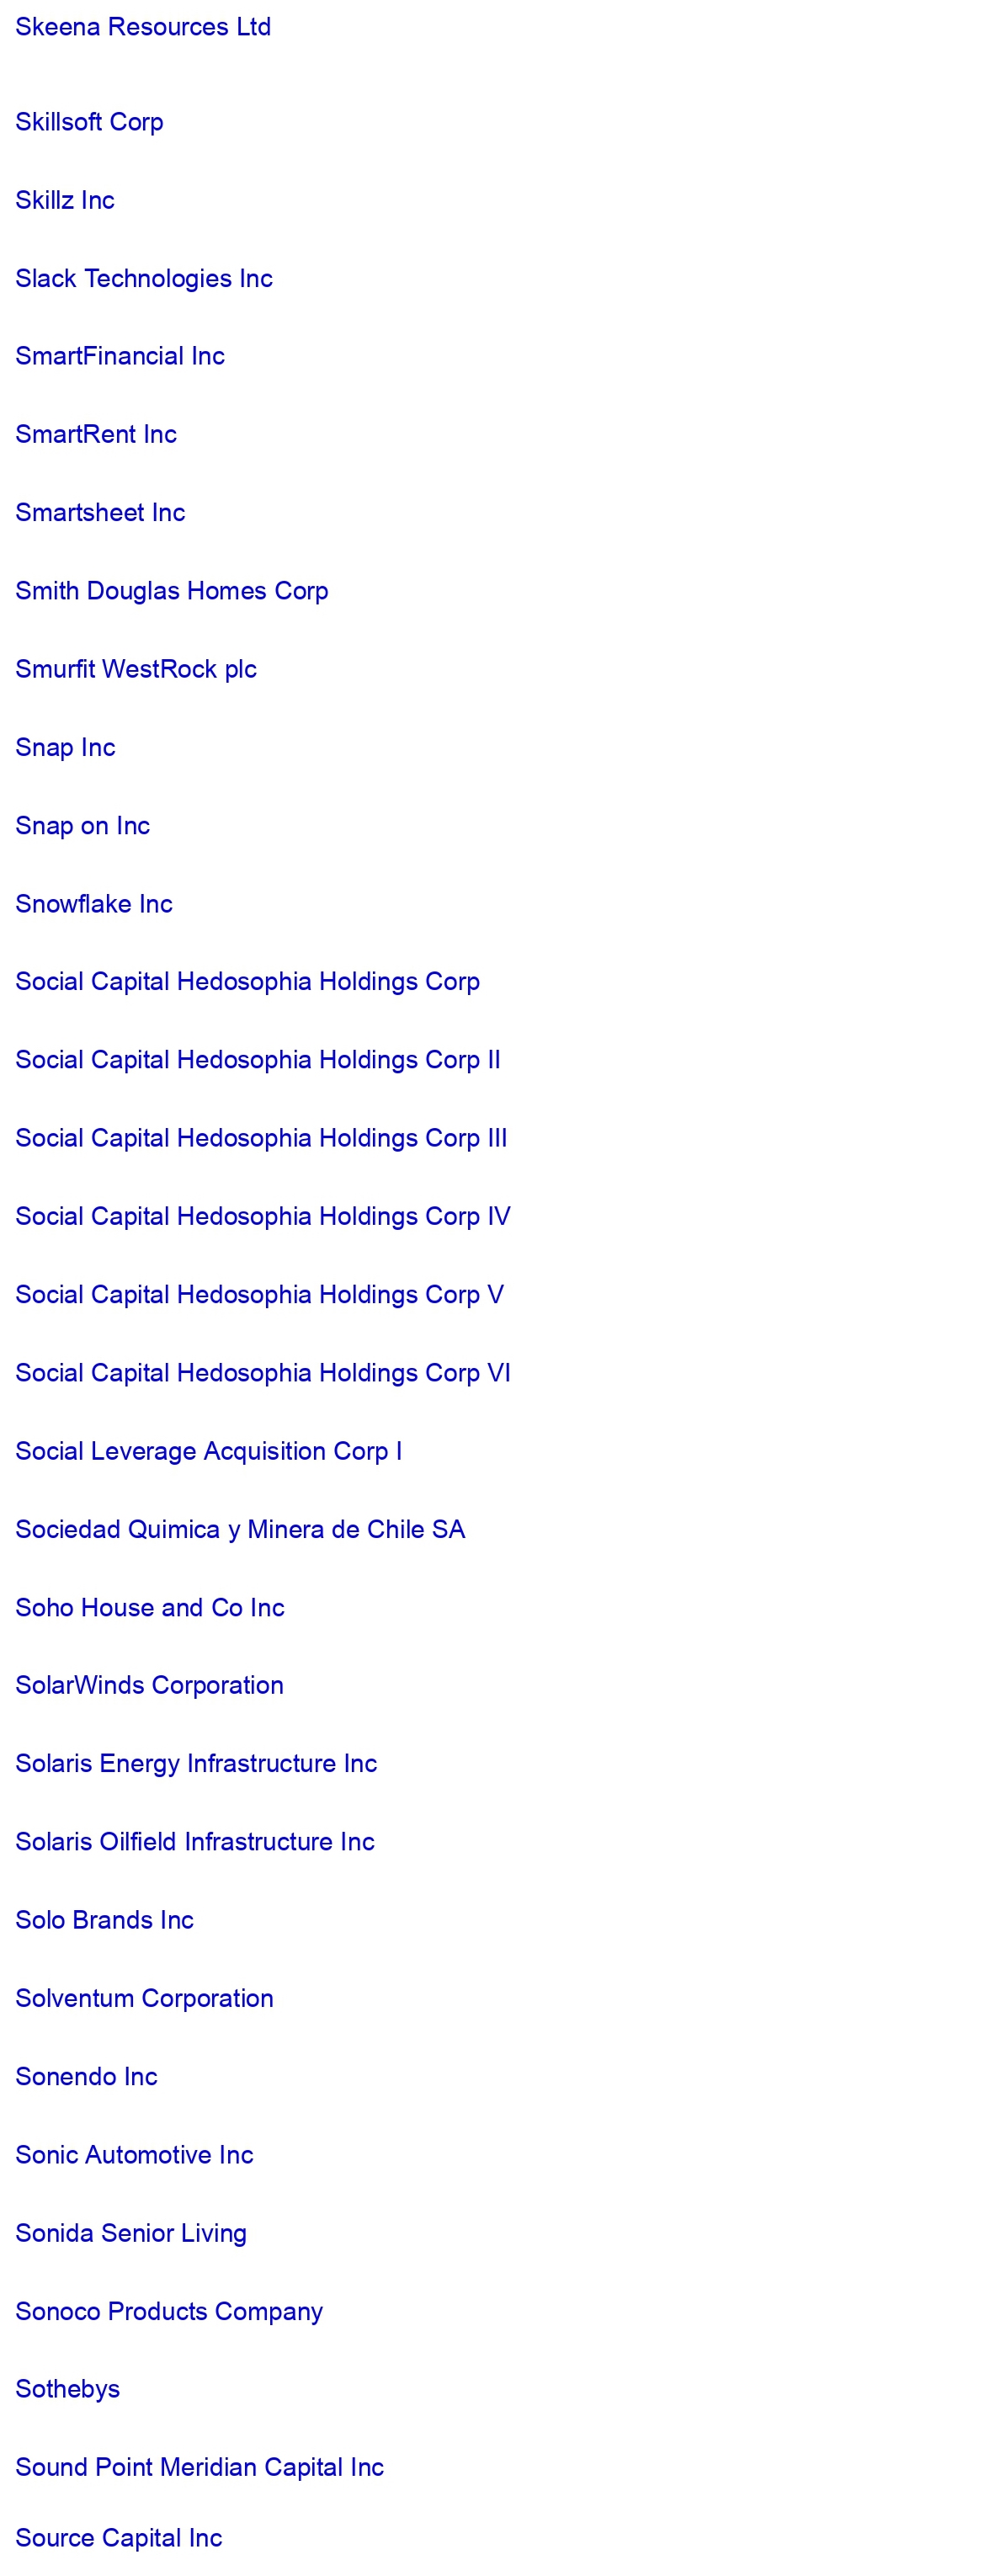 Skeena Resources Ltd
Skillsoft Corp
Skillz Inc
Slack Technologies Inc
SmartFinancial Inc
SmartRent Inc
Smartsheet Inc
Smith Douglas Homes Corp
Smurfit WestRock plc
Snap Inc
Snap on Inc
Snowflake Inc
Social Capital Hedosophia Holdings Corp
Social Capital Hedosophia Holdings Corp II
Social Capital Hedosophia Holdings Corp III
Social Capital Hedosophia Holdings Corp IV
Social Capital Hedosophia Holdings Corp V
Social Capital Hedosophia Holdings Corp VI
Social Leverage Acquisition Corp I
Sociedad Quimica y Minera de Chile SA
Soho House and Co Inc
SolarWinds Corporation
Solaris Energy Infrastructure Inc
Solaris Oilfield Infrastructure Inc
Solo Brands Inc
Solventum Corporation
Sonendo Inc
Sonic Automotive Inc
Sonida Senior Living
Sonoco Products Company
Sothebys
Sound Point Meridian Capital Inc
Source Capital Inc